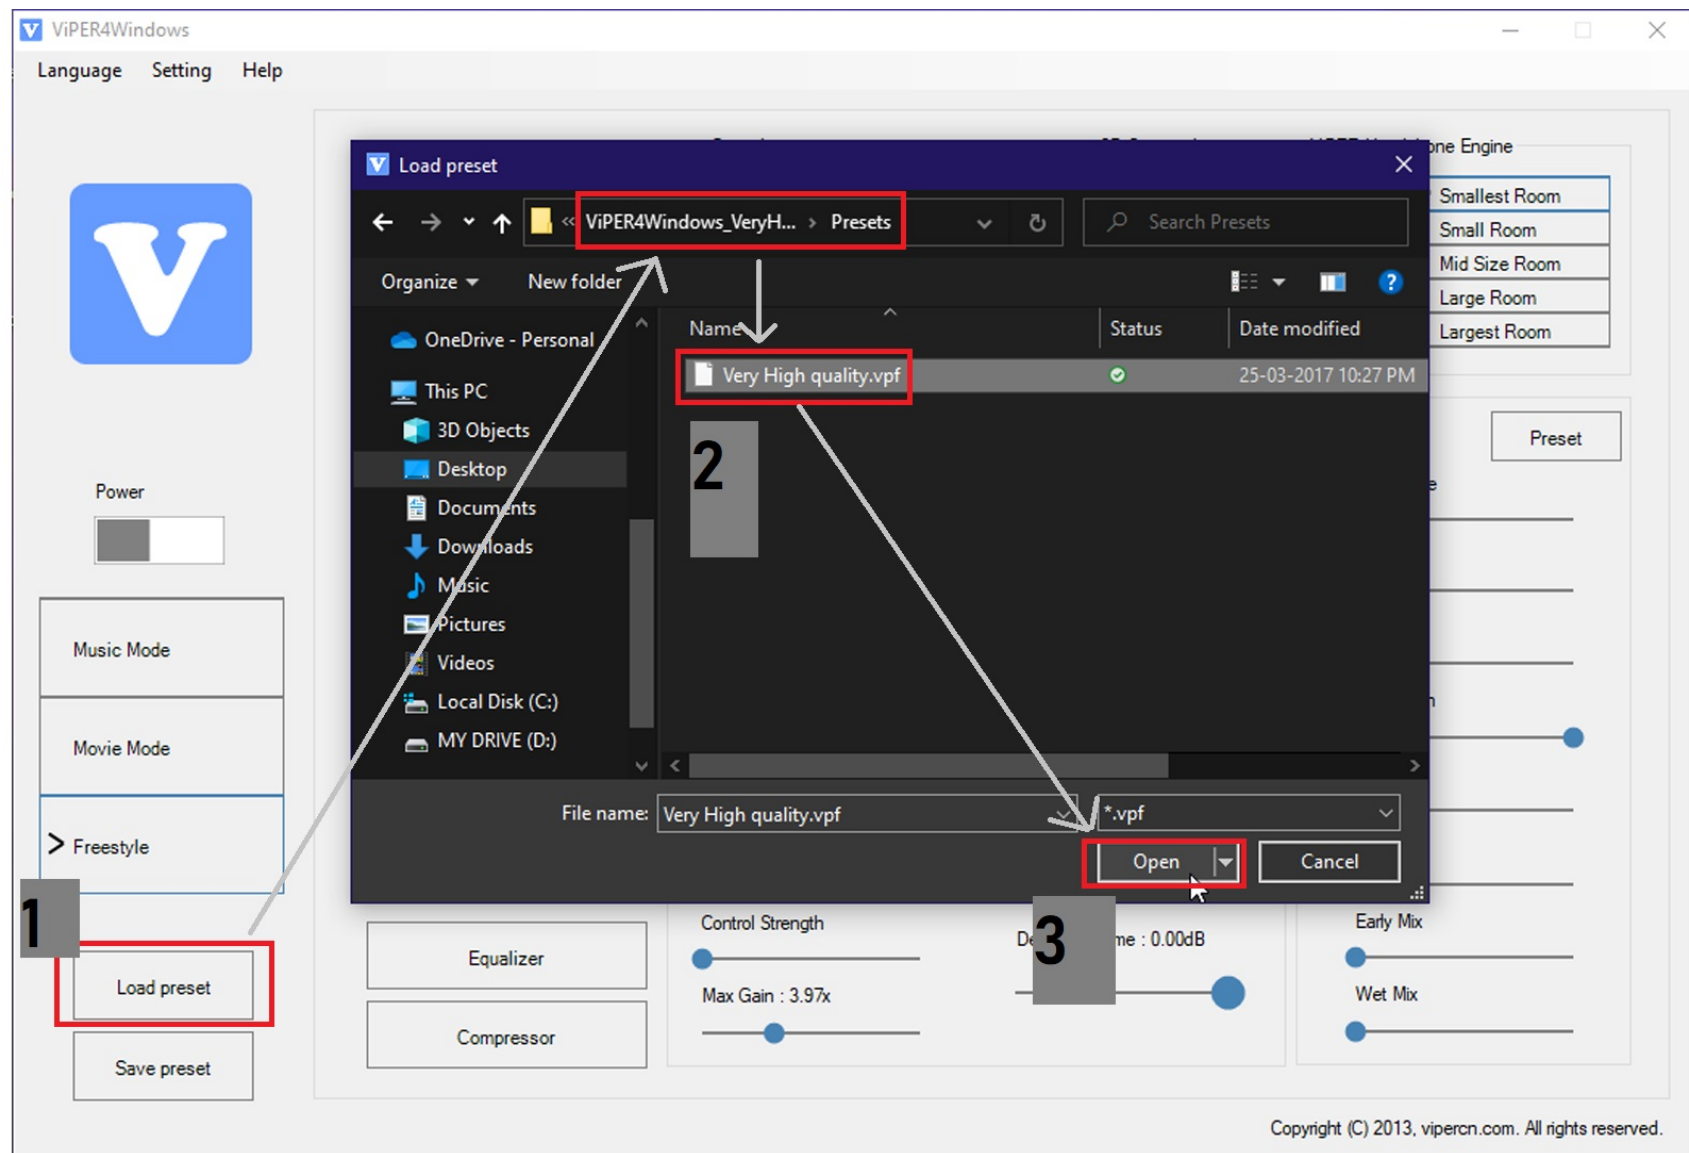 ViPER4Windows
Language Setting Help
V
Power
Music Mode
Movie Mode
> Freestyle
1
Load preset
Save preset
V Load preset
« ViPER4Windows_VeryH... > Presets
Search Presets
Organize New folder
?
OneDrive - Personal
This PC
3D Objects
Desktop
Documents
Downloads
Music
Pictures
Videos
Local Disk (C:)
MY DRIVE (D:)
Name Status Date modified
Very High quality.vpf 25-03-2017 10:27 PM
2
File name: Very High quality.vpf *.vpf
Open Cancel
3
Engine
Smallest Room
Small Room
Mid Size Room
Large Room
Largest Room
Preset
Equalizer
Compressor
Control Strength
Max Gain : 3.97x
: 0.00dB
Early Mix
Wet Mix
Copyright (C) 2013, vipercn.com. All rights reserved.